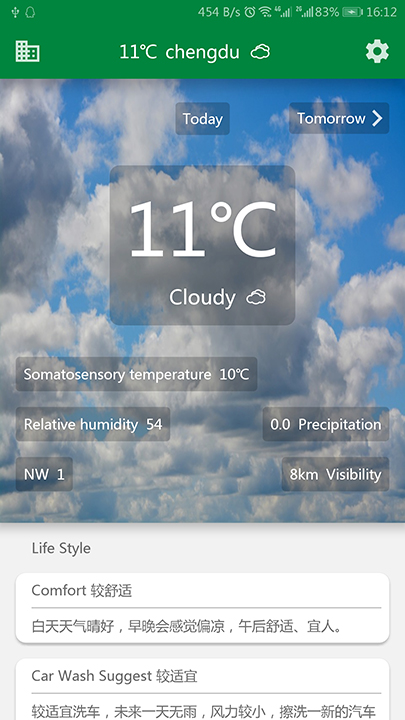 454 B/s 4G 2G 83% 16:12
11℃ chengdu
Today
Tomorrow
11℃
Cloudy
Somatosensory temperature 10℃
Relative humidity 54
0.0 Precipitation
NW 1
8km Visibility
Life Style
Comfort 较舒适
白天天气晴好，早晚会感觉偏凉，午后舒适、宜人。
Car Wash Suggest 较适宜
较适宜洗车，未来一天无雨，风力较小，擦洗一新的汽车